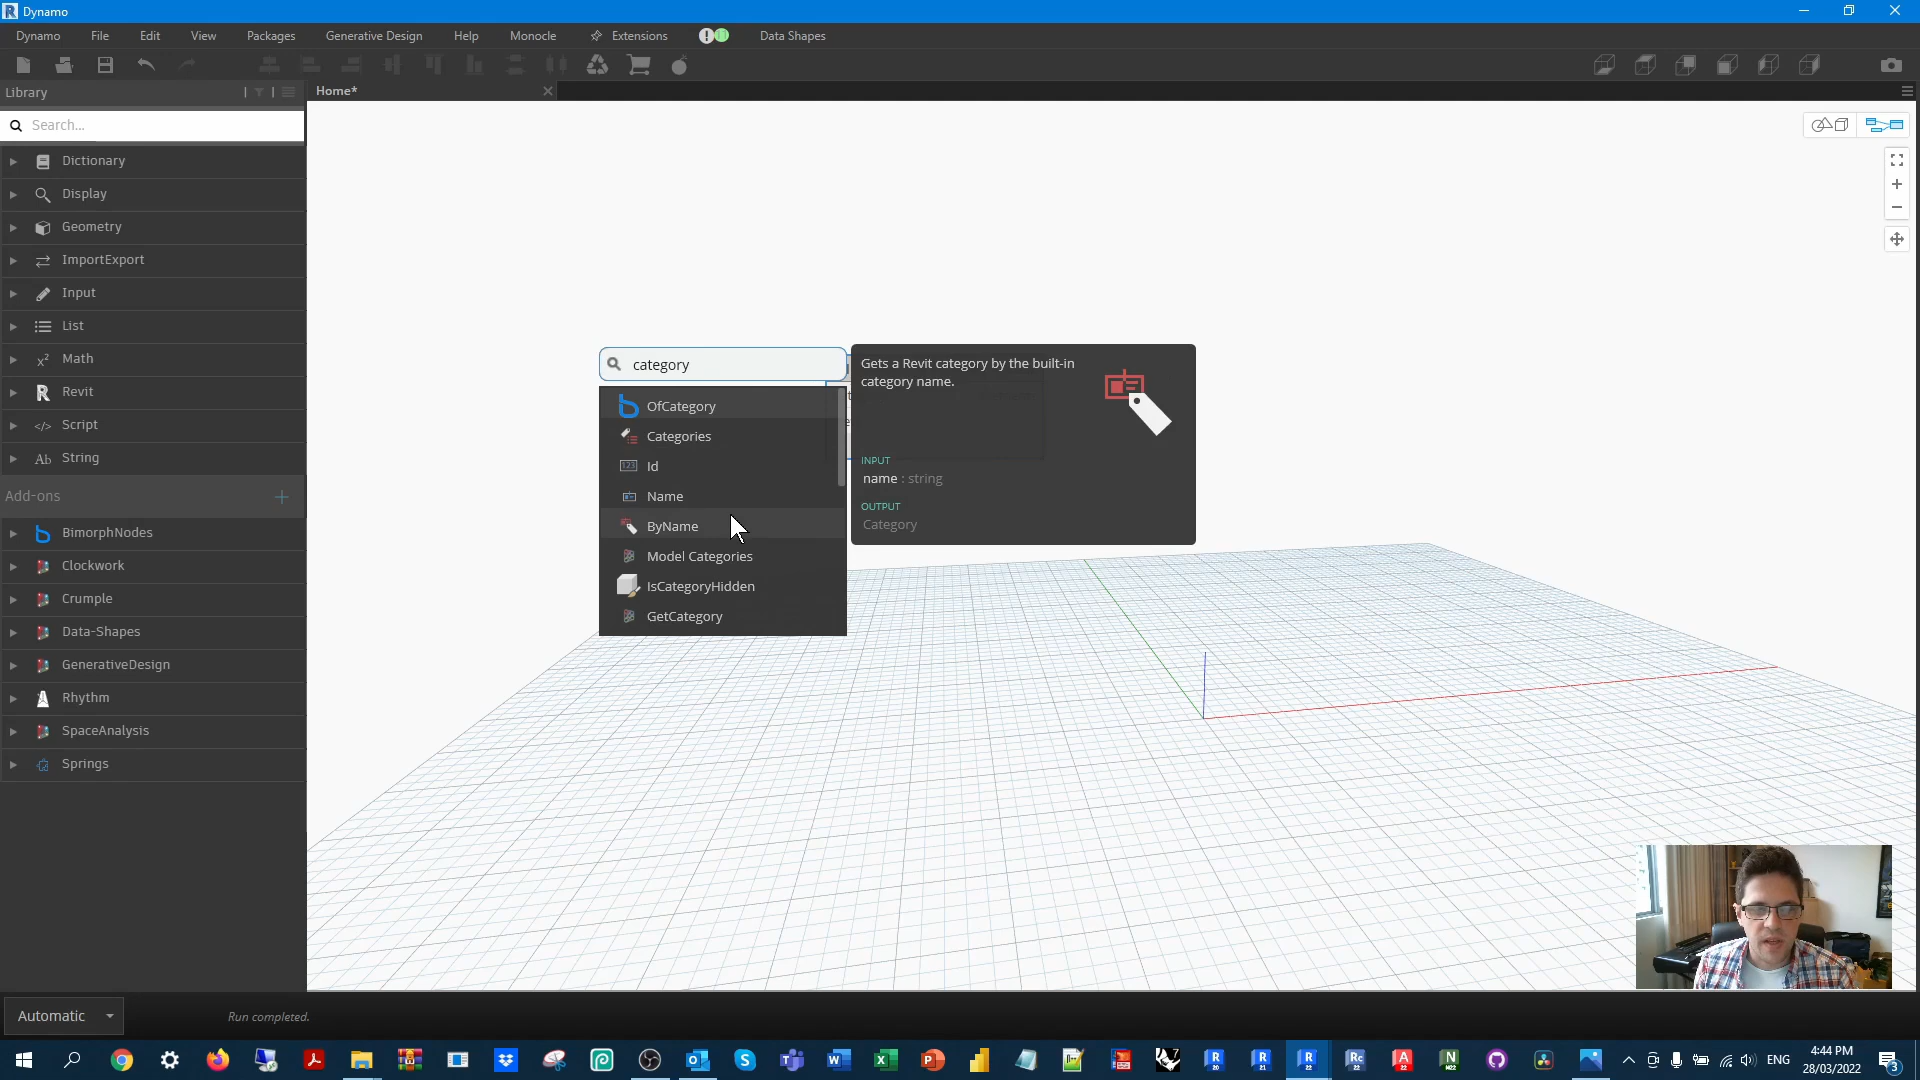 Dynamo
Dynamo File Edit View Packages Generative Design Help Monocle Extensions Data Shapes
Library
Home*
Search...
Dictionary
Display
Geometry
ImportExport
Input
List
Math
Revit
Script
String
Add-ons
BimorphNodes
Clockwork
Crumple
Data-Shapes
GenerativeDesign
Rhythm
SpaceAnalysis
Springs
category
OfCategory
Categories
Id
Name
ByName
Model Categories
IsCategoryHidden
GetCategory
Gets a Revit category by the built-in
category name.
INPUT
name : string
OUTPUT
Category
Automatic
Run completed.
ENG
4:44 PM
28/03/2022